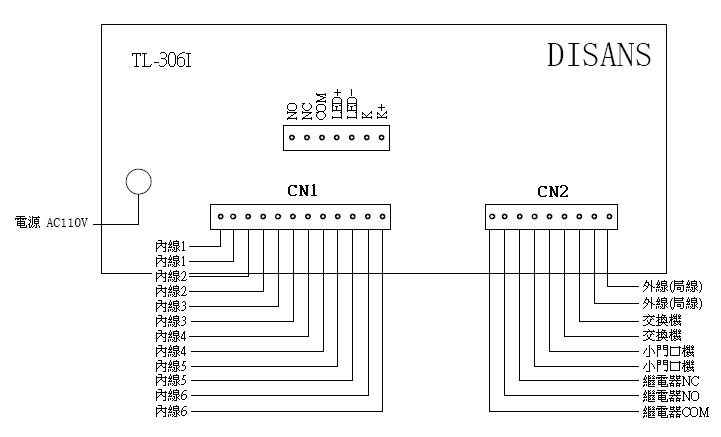 TL-306I
DISANS
NO
NC
COM
LED+
LED-
K
K+
CN1
CN2
電源 AC110V
內線1
內線1
內線2
內線2
內線3
內線3
內線4
內線4
內線5
內線5
內線6
內線6
外線(局線)
外線(局線)
交換機
交換機
小門口機
小門口機
繼電器NC
繼電器NO
繼電器COM